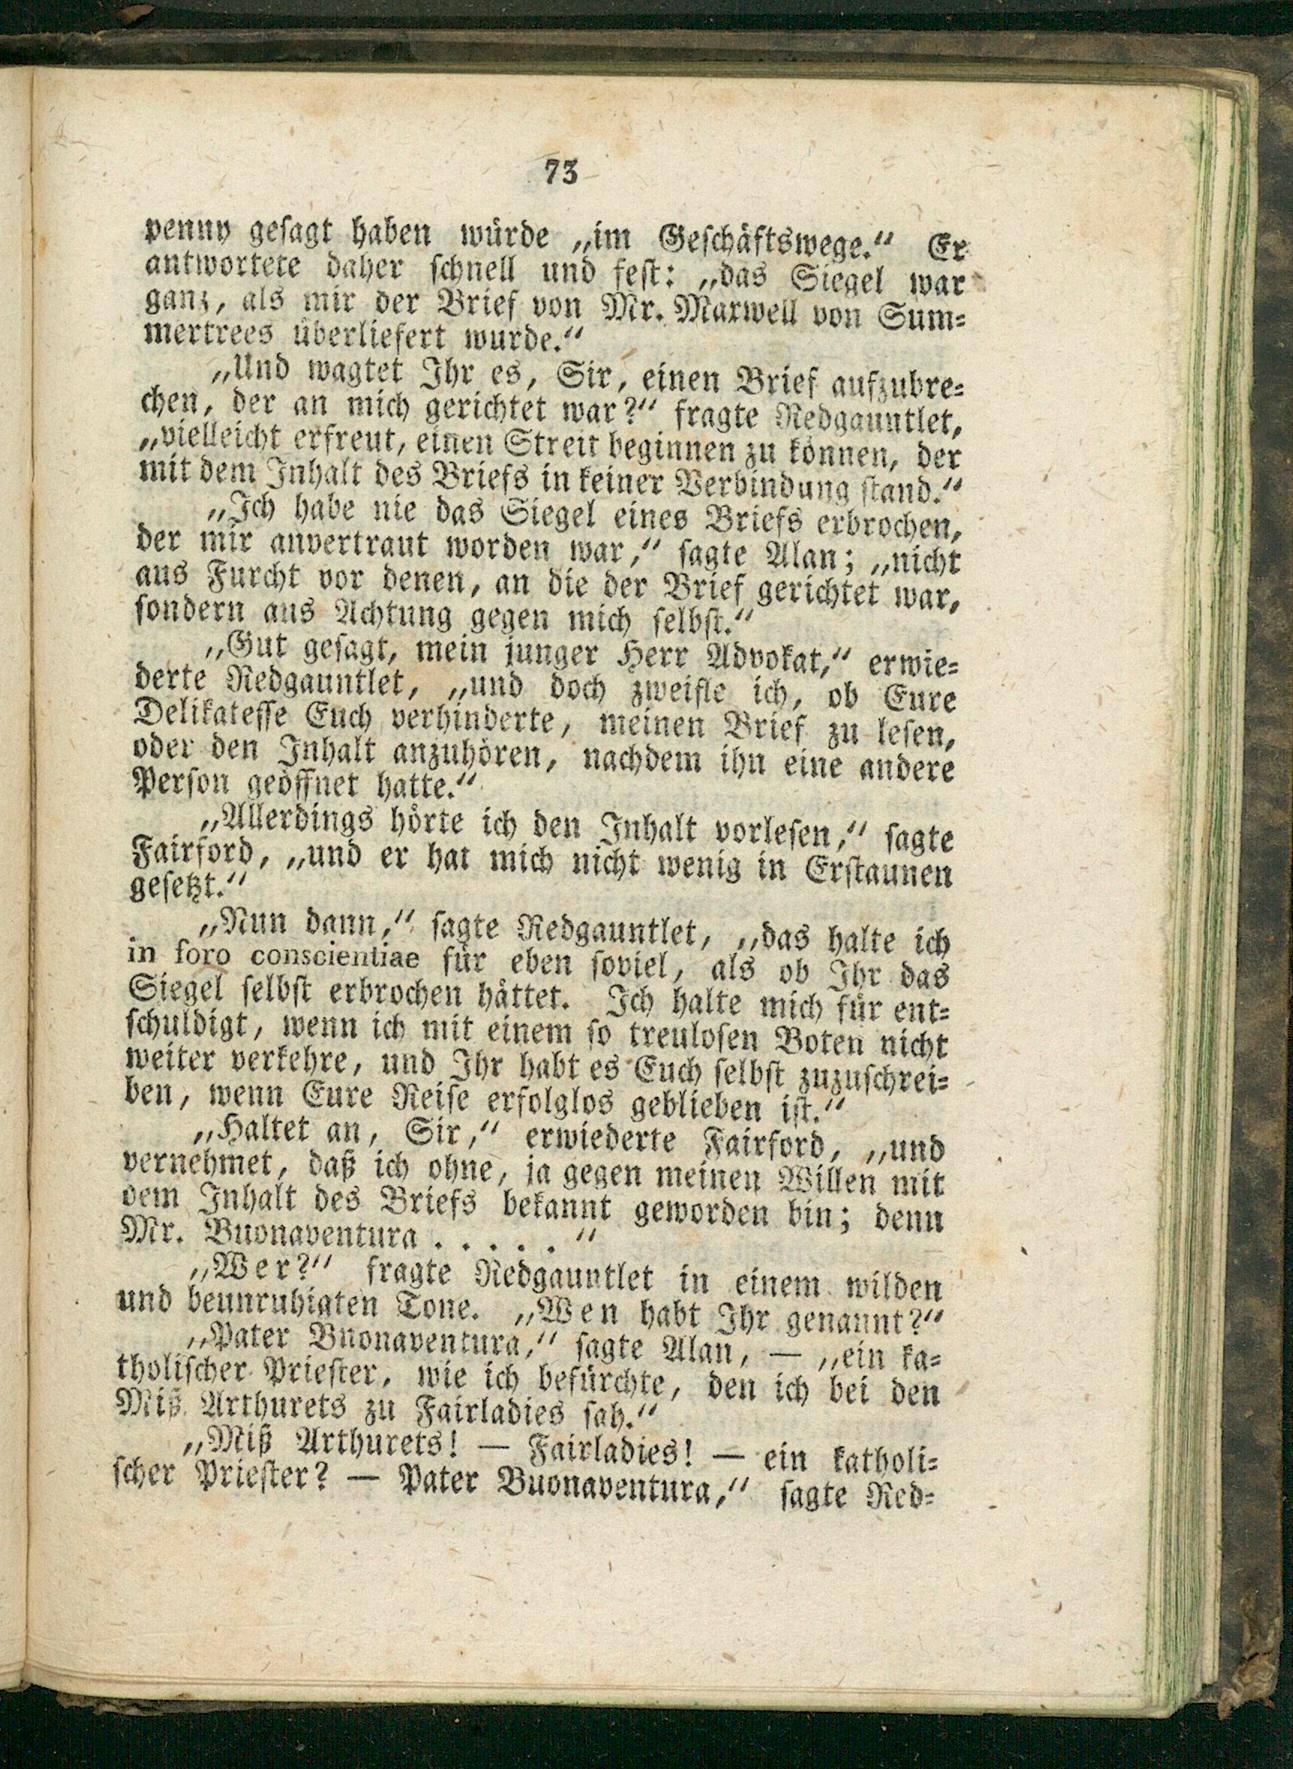 73
penny gesagt haben würde „im Geschäftswege.“ Er
antwortete daher schnell und fest: „das Siegel war
ganz, als mir der Brief von Mr. Maxwell von Sum-
mertrees überliefert wurde.“
„Und wagtet Ihr es, Sir, einen Brief aufzubre-
chen, der an mich gerichtet war?“ fragte Redgauntlet,
„vielleicht erfreut, einen Streit beginnen zu können, der
mit dem Inhalt des Briefs in keiner Verbindung stand.“
„Ich habe nie das Siegel eines Briefs erbrochen,
der mir anvertraut worden war,“ sagte Alan; „nicht
aus Furcht vor denen, an die der Brief gerichtet war,
sondern aus Achtung gegen mich selbst.“
„Gut gesagt, mein junger Herr Advokat,“ erwie-
derte Redgauntlet, „und doch zweifle ich, ob Eure
Delikatesse Euch verhinderte, meinen Brief zu lesen,
oder den Inhalt anzuhören, nachdem ihn eine andere
Person geöffnet hatte.“
„Allerdings hörte ich den Inhalt vorlesen,“ sagte
Fairford, „und er hat mich nicht wenig in Erstaunen
gesetzt.“
„Nun dann,“ sagte Redgauntlet, „das halte ich
in foro conscientiae für eben soviel, als ob Ihr das
Siegel selbst erbrochen hättet. Ich halte mich für ent-
schuldigt, wenn ich mit einem so treulosen Boten nicht
weiter verkehre, und Ihr habt es Euch selbst zuzuschrei-
ben, wenn Eure Reise erfolglos geblieben ist.“
„Haltet an, Sir,“ erwiederte Fairford, „und
vernehmet, daß ich ohne, ja gegen meinen Willen mit
dem Inhalt des Briefs bekannt geworden bin; denn
Mr. Buonaventura . . . . . “
„Wer?“ fragte Redgauntlet in einem wilden
und beunruhigten Tone. „Wen habt Ihr genannt?“
„Pater Buonaventura,“ sagte Alan, — „ein ka-
tholischer Priester, wie ich befürchte, den ich bei den
Miß Arthurets zu Fairladies sah.“
„Miß Arthurets! — Fairladies! — ein katholi-
scher Priester? — Pater Buonaventura,“ sagte Red-